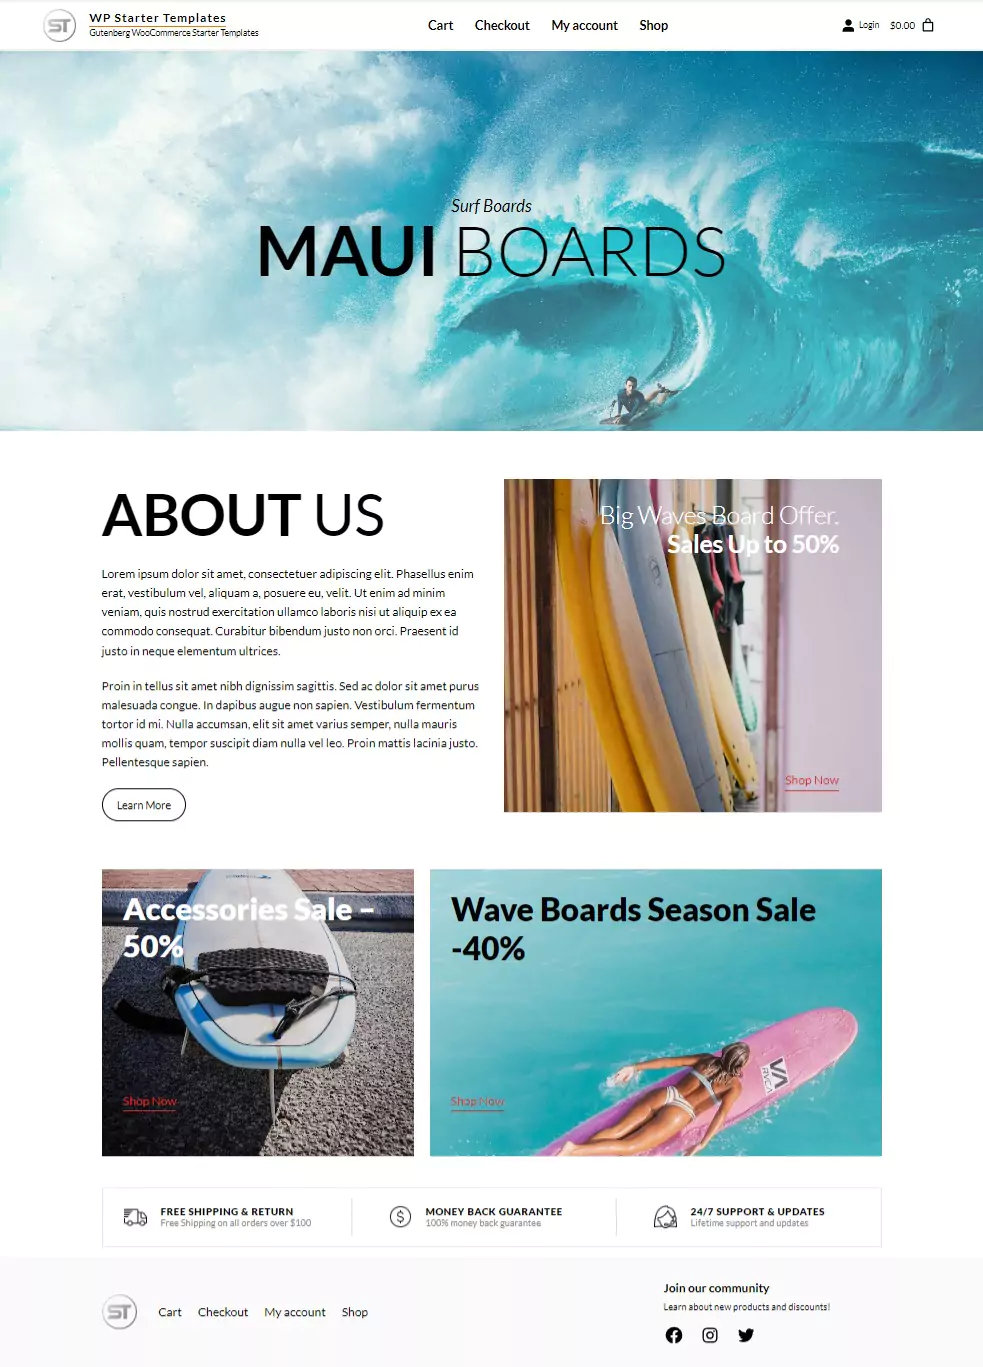 ST
WP Starter Templates
Gutenberg WooCommerce Starter Templates
Cart Checkout My account Shop
Login $0.00
Surf Boards
MAUI BOARDS
ABOUT US
Lorem ipsum dolor sit amet, consectetuer adipiscing elit. Phasellus enim
erat, vestibulum vel, aliquam a, posuere eu, velit. Ut enim ad minim
veniam, quis nostrud exercitation ullamco laboris nisi ut aliquip ex ea
commodo consequat. Curabitur bibendum justo non orci. Praesent id
justo in neque elementum ultrices.
Proin in tellus sit amet nibh dignissim sagittis. Sed ac dolor sit amet purus
malesuada congue. In dapibus augue non sapien. Vestibulum fermentum
tortor id mi. Nulla accumsan, elit sit amet varius semper, nulla mauris
mollis quam, tempor suscipit diam nulla vel leo. Proin mattis lacinia justo.
Pellentesque sapien.
Learn More
Big Waves Board Offer.
Sales Up to 50%
Shop Now
Accessories Sale –
50%
Shop Now
Wave Boards Season Sale
-40%
Shop Now
VA
RVCA
FREE SHIPPING & RETURN
Free Shipping on all orders over $100
MONEY BACK GUARANTEE
100% money back guarantee
24/7 SUPPORT & UPDATES
Lifetime support and updates
ST
Cart Checkout My account Shop
Join our community
Learn about new products and discounts!